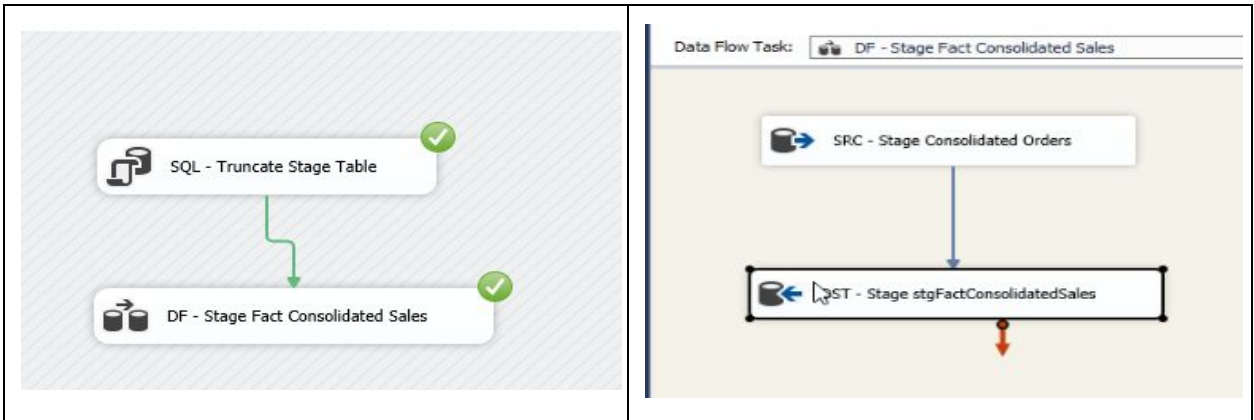 SQL - Truncate Stage Table
DF - Stage Fact Consolidated Sales
Data Flow Task: DF - Stage Fact Consolidated Sales
SRC - Stage Consolidated Orders
DST - Stage stgFactConsolidatedSales